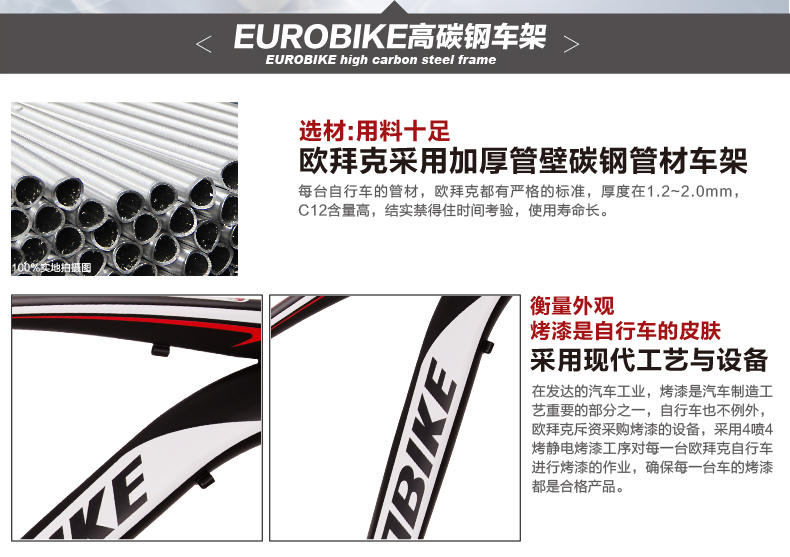 EUROBIKE高碳钢车架
EUROBIKE high carbon steel frame
选材:用料十足
欧拜克采用加厚管壁碳钢管材车架
每台自行车的管材，欧拜克都有严格的标准，厚度在1.2~2.0mm，
C12含量高，结实禁得住时间考验，使用寿命长。
100%实地拍摄图
衡量外观
烤漆是自行车的皮肤
采用现代工艺与设备
在发达的汽车工业，烤漆是汽车制造工
艺重要的部分之一，自行车也不例外，
欧拜克斥资采购烤漆的设备，采用4喷4
烤静电烤漆工序对每一台欧拜克自行车
进行烤漆的作业，确保每一台车的烤漆
都是合格产品。
BIKE
OBIKE